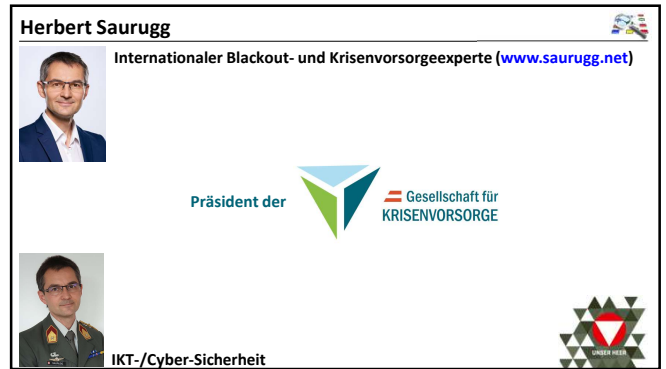 Herbert Saurugg
Internationaler Blackout- und Krisenvorsorgeexperte (www.saurugg.net)
Präsident der
Gesellschaft für
KRISENVORSORGE
IKT-/Cyber-Sicherheit
UNSER HEER